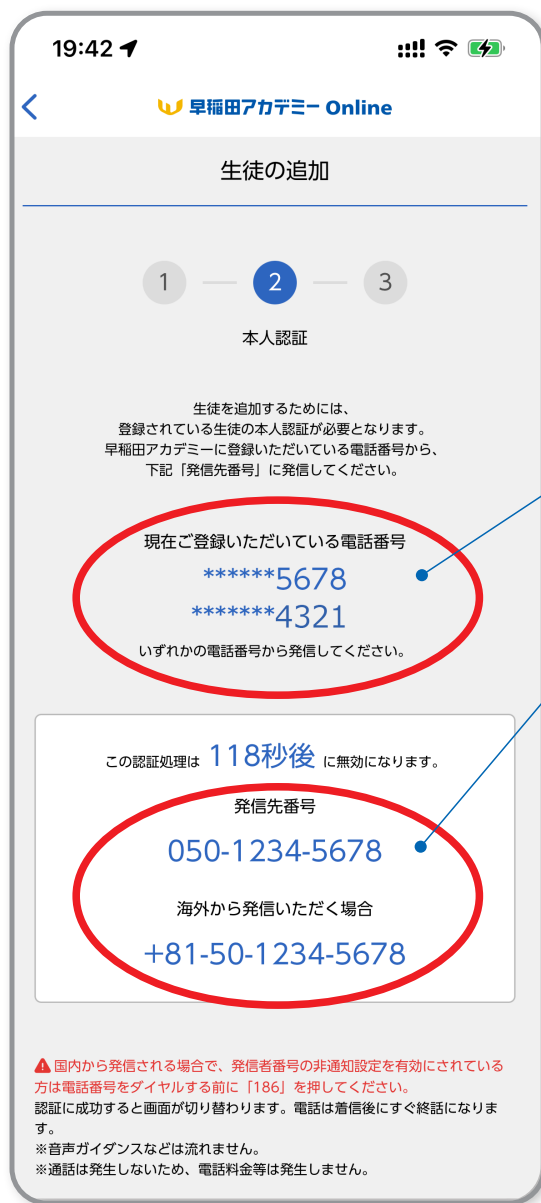 19:42
早稲田アカデミー Online
生徒の追加
1
2
3
本人認証
生徒を追加するためには、
登録されている生徒の本人認証が必要となります。
早稲田アカデミーに登録いただいている電話番号から、
下記「発信先番号」に発信してください。
現在ご登録いただいている電話番号
******5678
*******4321
いずれかの電話番号から発信してください。
この認証処理は 118秒後 に無効になります。
発信先番号
050-1234-5678
海外から発信いただく場合
+81-50-1234-5678
国内から発信される場合で、発信者番号の非通知設定を有効にされている
方は電話番号をダイヤルする前に「186」を押してください。
認証に成功すると画面が切り替わります。電話は着信後にすぐ終話になりま
す。
※音声ガイダンスなどは流れません。
※通話は発生しないため、電話料金等は発生しません。